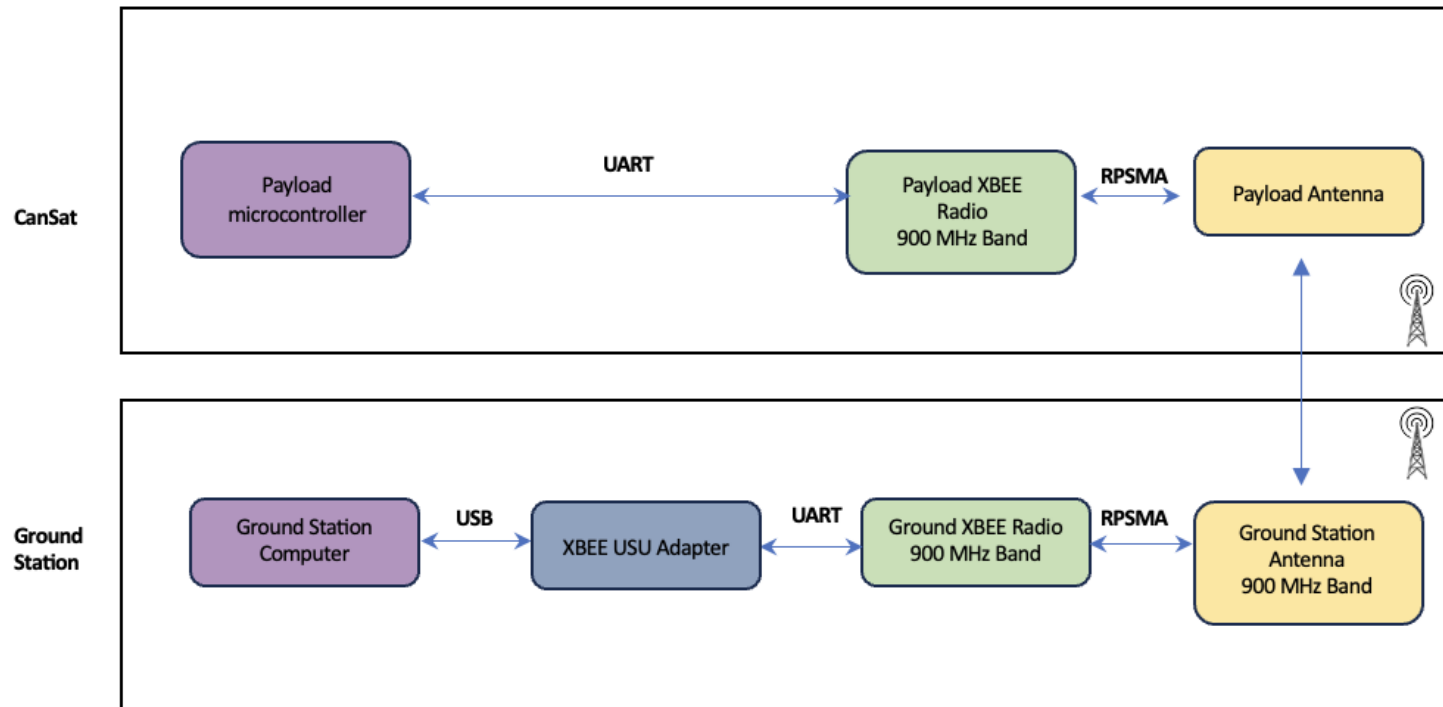 CanSat
Payload
microcontroller
UART
Payload XBEE
Radio
900 MHz Band
RPSMA
Payload Antenna
Ground
Station
Ground Station
Computer
USB
XBEE USU Adapter
UART
Ground XBEE Radio
900 MHz Band
RPSMA
Ground Station
Antenna
900 MHz Band